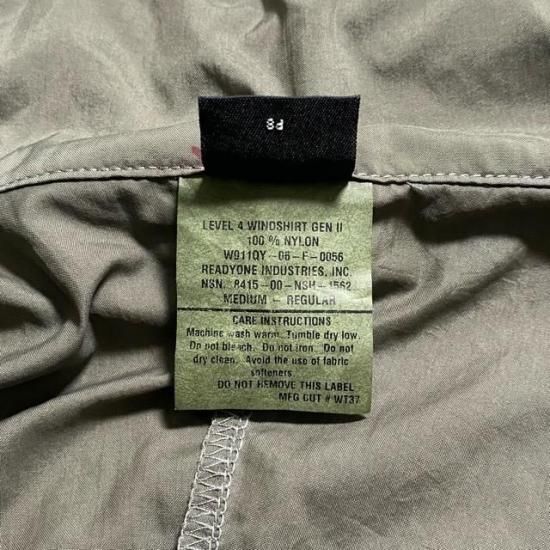 P8
LEVEL 4 WINDSHIRT GEN II
100 % NYLON
W911QY-06-F-0056
READYONE INDUSTRIES, INC.
NSN. 8415-00-NSH-1562
MEDIUM - REGULAR
CARE INSTRUCTIONS
Machine wash warm. Tumble dry low.
Do not bleach. Do not iron. Do not
dry clean. Avoid the use of fabric
softeners.
DO NOT REMOVE THIS LABEL
MFG CUT # WT37